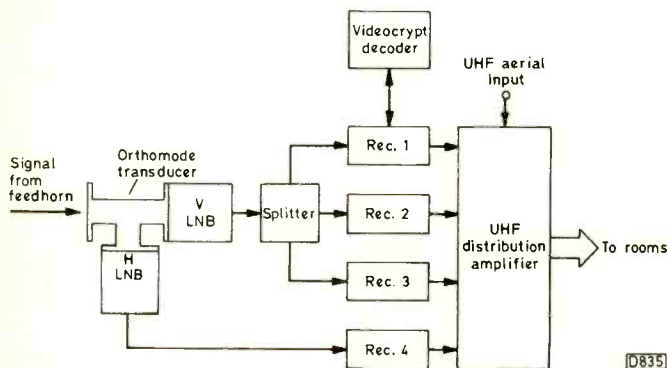 Videocrypt
decoder
UHF aerial
input
Signal
from
feedhorn
Orthomode
transducer
V
LNB
Splitter
H
LNB
Rec. 1
Rec. 2
Rec. 3
Rec. 4
UHF
distribution
amplifier
To rooms
D835